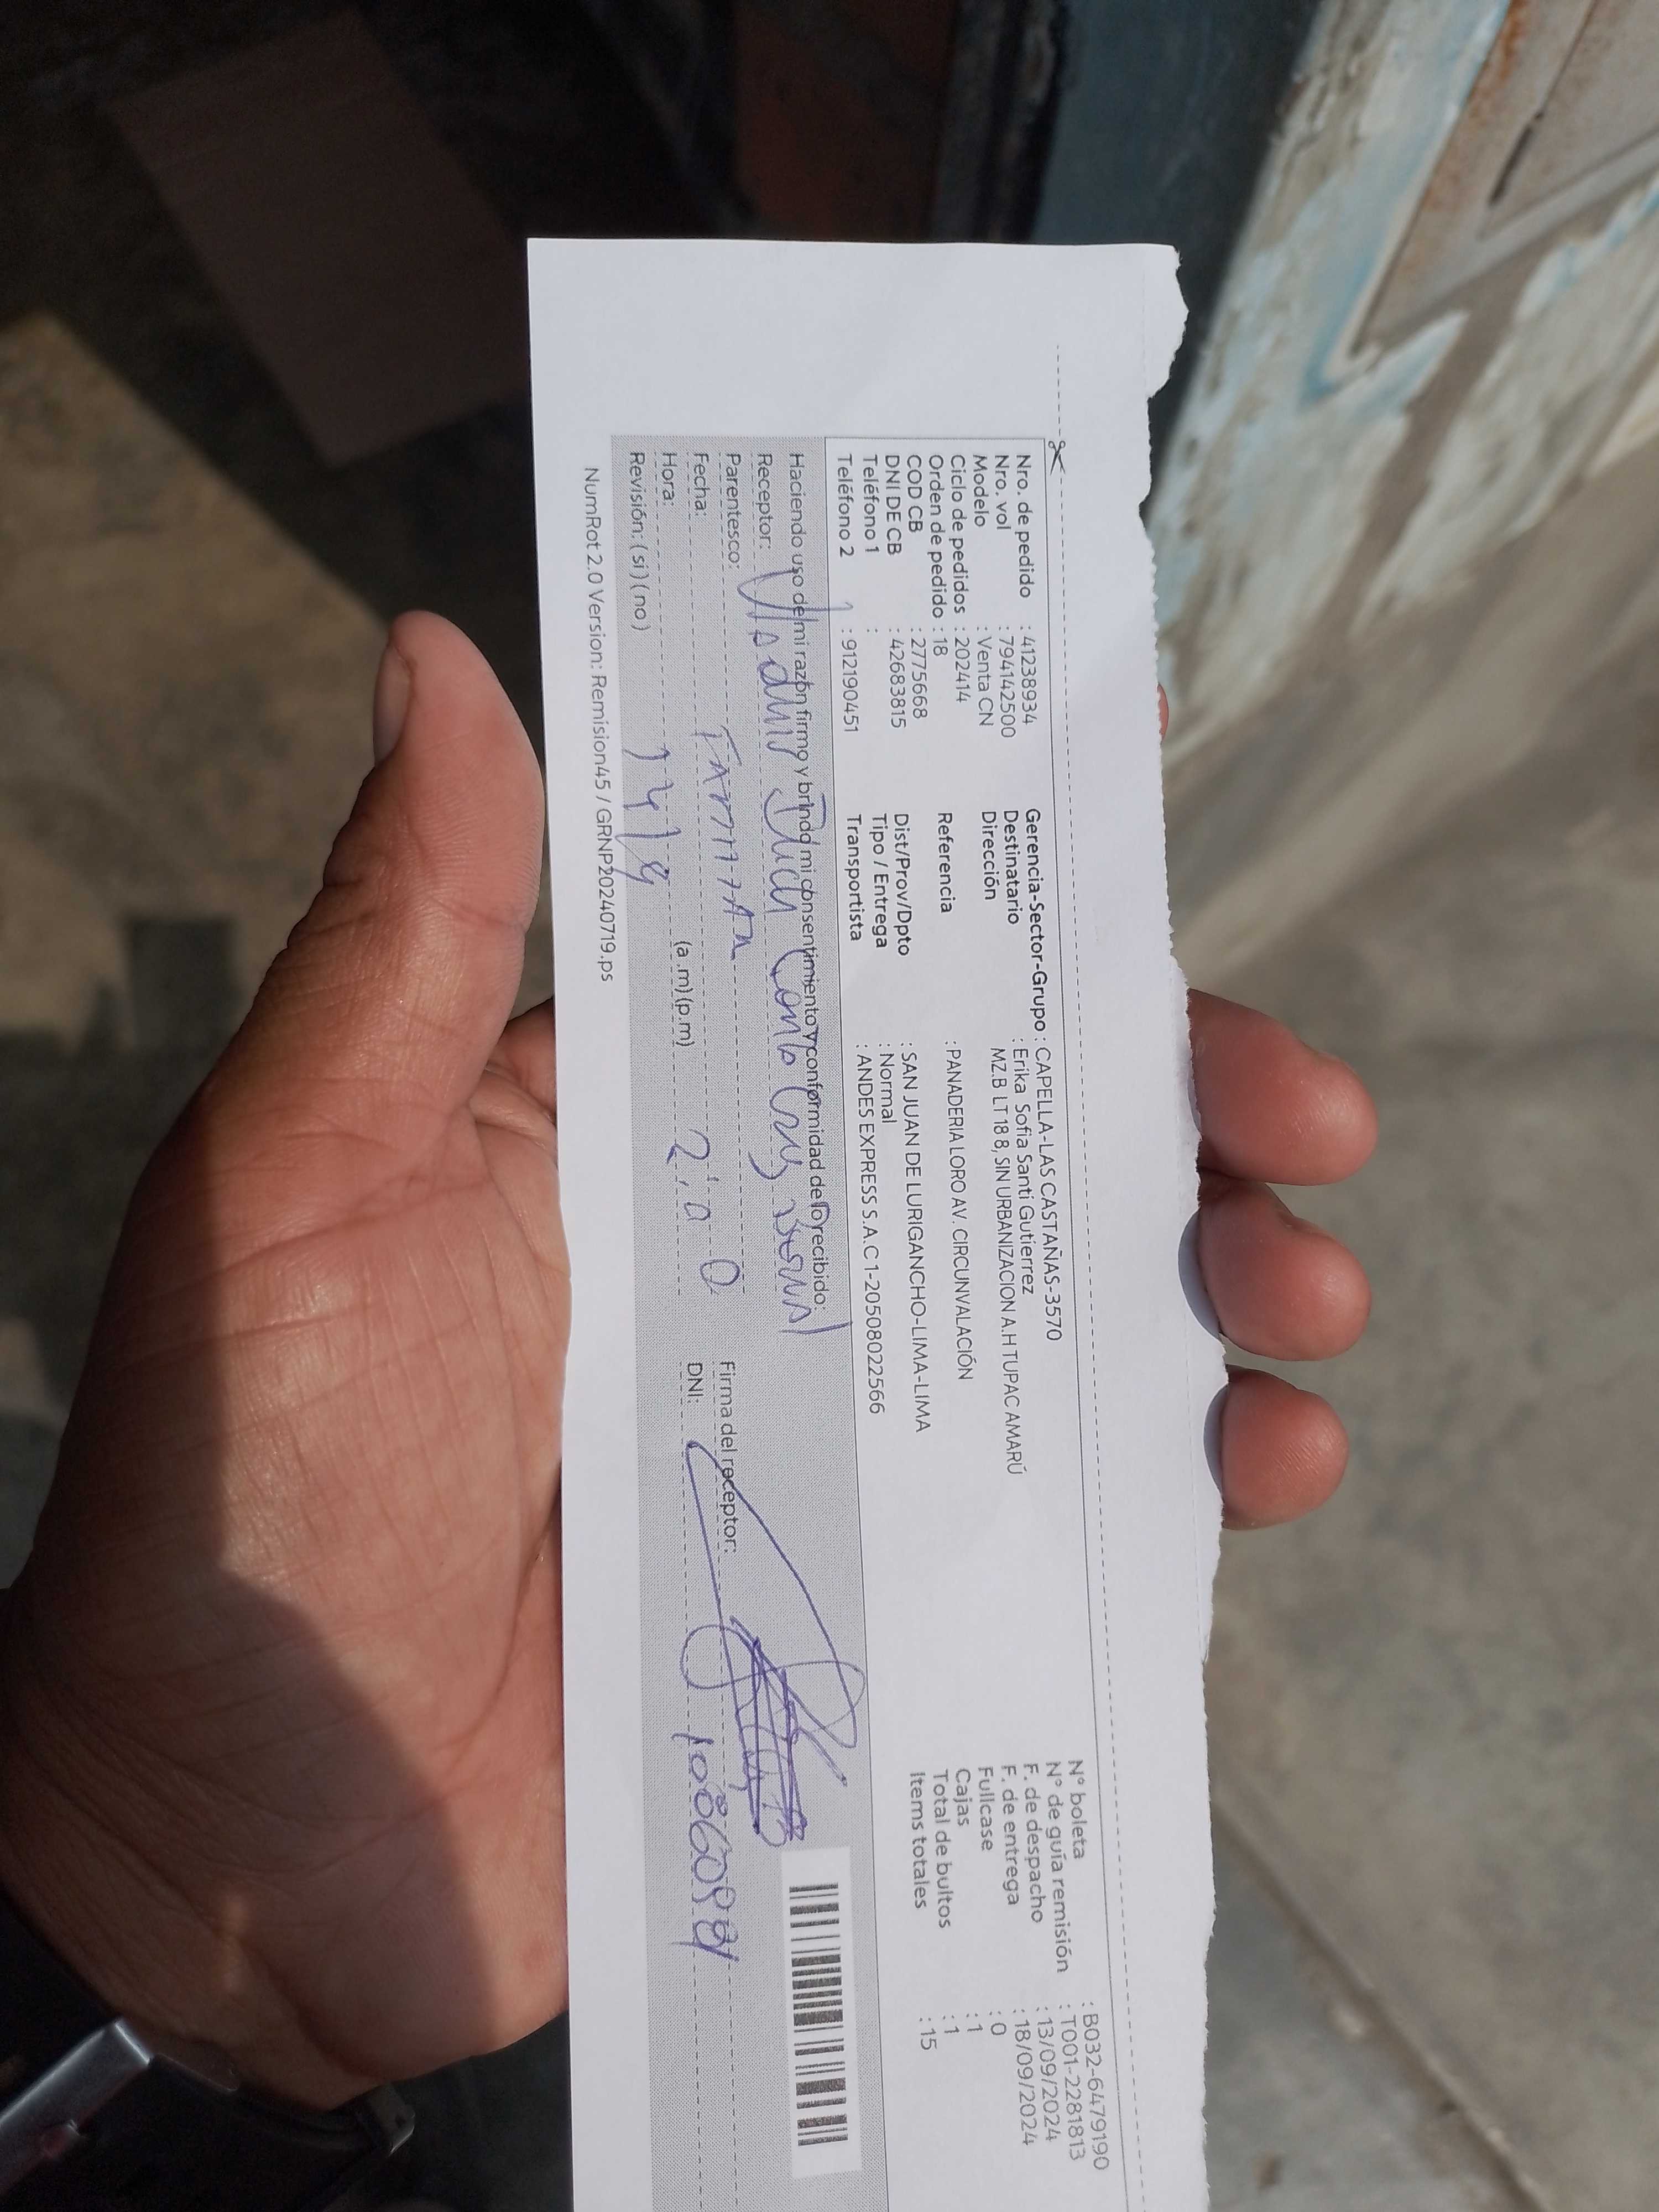 Nro. de pedido : 41238934
Nro. vol : 794142500
Modelo : Venta CN
Ciclo de pedidos : 202414
Orden de pedido : 18
COD CB : 2775668
DNI DE CB : 42683815
Teléfono 1 :
Teléfono 2 : 912190451
Gerencia-Sector-Grupo : CAPELLA-LAS CASTAÑAS-3570
Destinatario : Erika Sofia Santi Gutierrez
Dirección MZ.B LT 18 8, SIN URBANIZACION A.H TUPAC AMARÚ
Referencia : PANADERIA LORO AV. CIRCUNVALACIÓN
Dist/Prov/Dpto : SAN JUAN DE LURIGANCHO-LIMA-LIMA
Tipo / Entrega : Normal
Transportista : ANDES EXPRESS S.A.C 1-20508022566
N° boleta : B032-6479190
N° de guía remisión : T001-2281813
F. de despacho : 13/09/2024
F. de entrega : 18/09/2024
Fullcase : 0
Cajas : 1
Total de bultos : 1
Items totales : 15
Haciendo uso de mi razón firmo y brindo mi consentimiento y conformidad de lo recibido:
Receptor:
Parentesco:
Fecha:
Hora: (a.m) (p.m)
Revisión: (si) (no)
Firma del receptor:
DNI:
NumRot 2.0 Version: Remision45 / GRNP20240719.ps